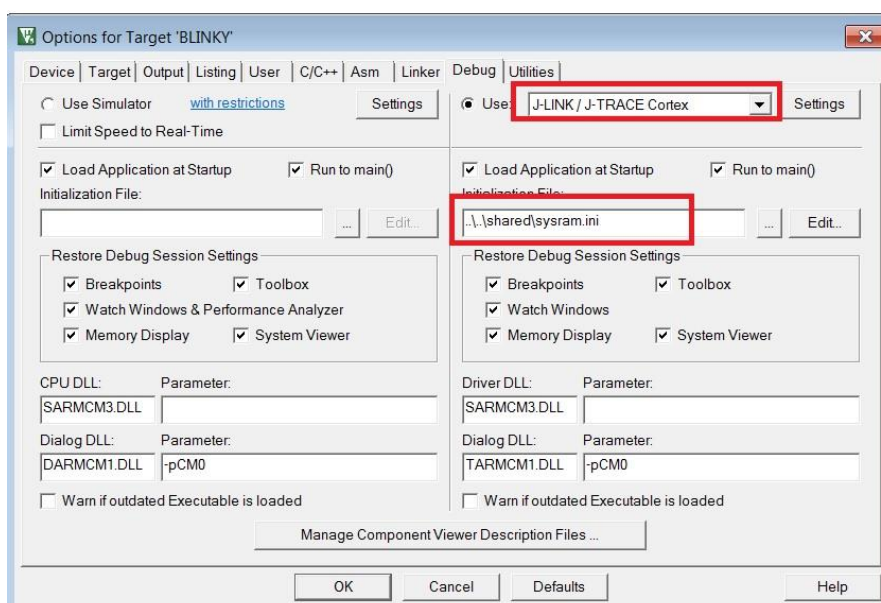 Options for Target 'BLINKY'
Device Target Output Listing User C/C++ Asm Linker Debug Utilities
Use Simulator with restrictions Settings
Limit Speed to Real-Time
Use: J-LINK / J-TRACE Cortex Settings
Load Application at Startup Run to main()
Initialization File:
... Edit...
Load Application at Startup Run to main()
Initialization File:
..\..\shared\sysram.ini ... Edit...
Restore Debug Session Settings
Breakpoints Toolbox
Watch Windows & Performance Analyzer
Memory Display System Viewer
Restore Debug Session Settings
Breakpoints Toolbox
Watch Windows
Memory Display System Viewer
CPU DLL: Parameter:
SARMCM3.DLL
Dialog DLL: Parameter:
DARMCM1.DLL -pCM0
Warn if outdated Executable is loaded
Driver DLL: Parameter:
SARMCM3.DLL
Dialog DLL: Parameter:
TARMCM1.DLL -pCM0
Warn if outdated Executable is loaded
Manage Component Viewer Description Files ...
OK Cancel Defaults Help